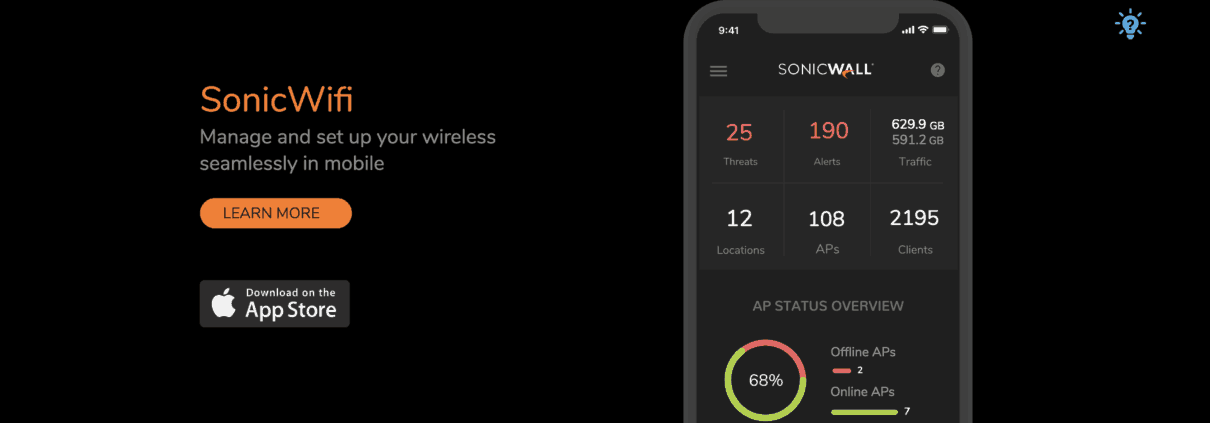 SonicWifi
Manage and set up your wireless
seamlessly in mobile
LEARN MORE
Download on the
App Store
9:41
SONICWALL
?
25
Threats
190
Alerts
629.9 GB
591.2 GB
Traffic
12
Locations
108
APs
2195
Clients
AP STATUS OVERVIEW
68%
Offline APs
2
Online APs
7
?